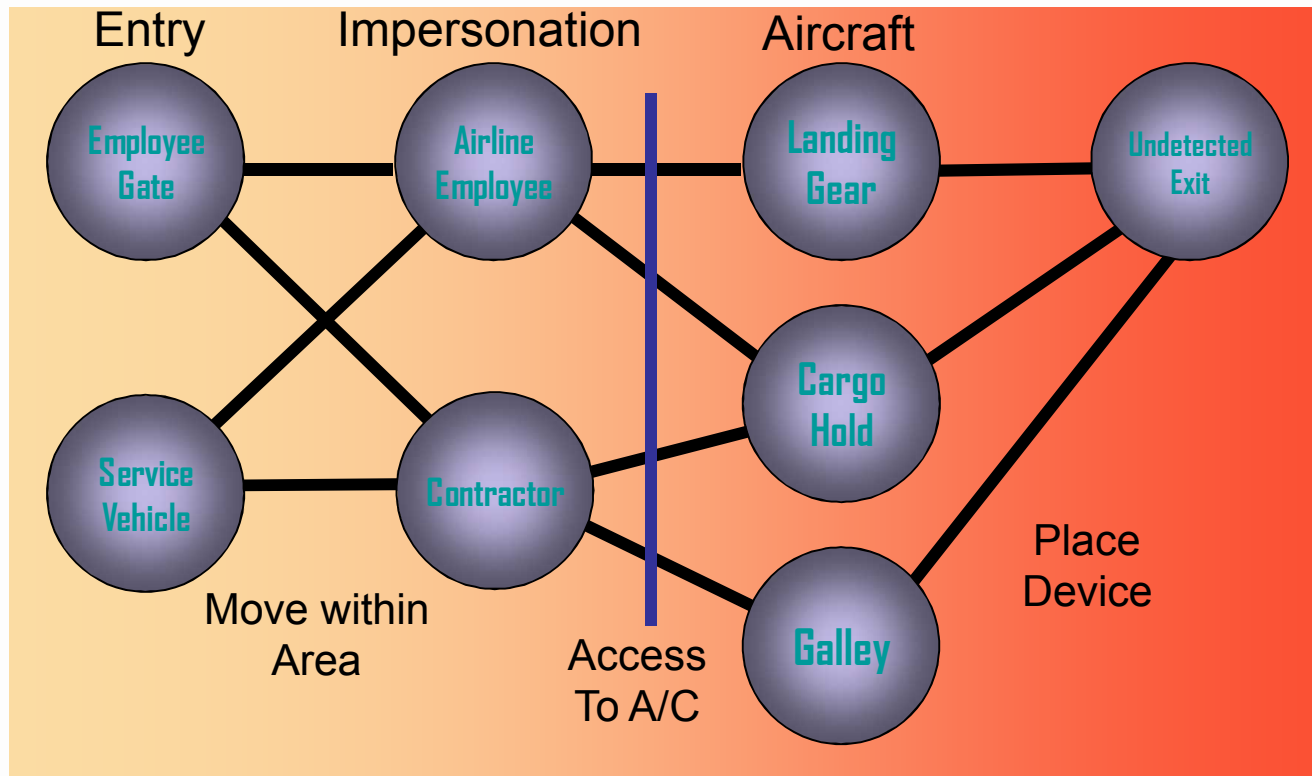 Entry
Impersonation
Aircraft
Employee
Gate
Airline
Employee
Landing
Gear
Undetected
Exit
Service
Vehicle
Contractor
Cargo
Hold
Galley
Move within
Area
Access
To A/C
Place
Device